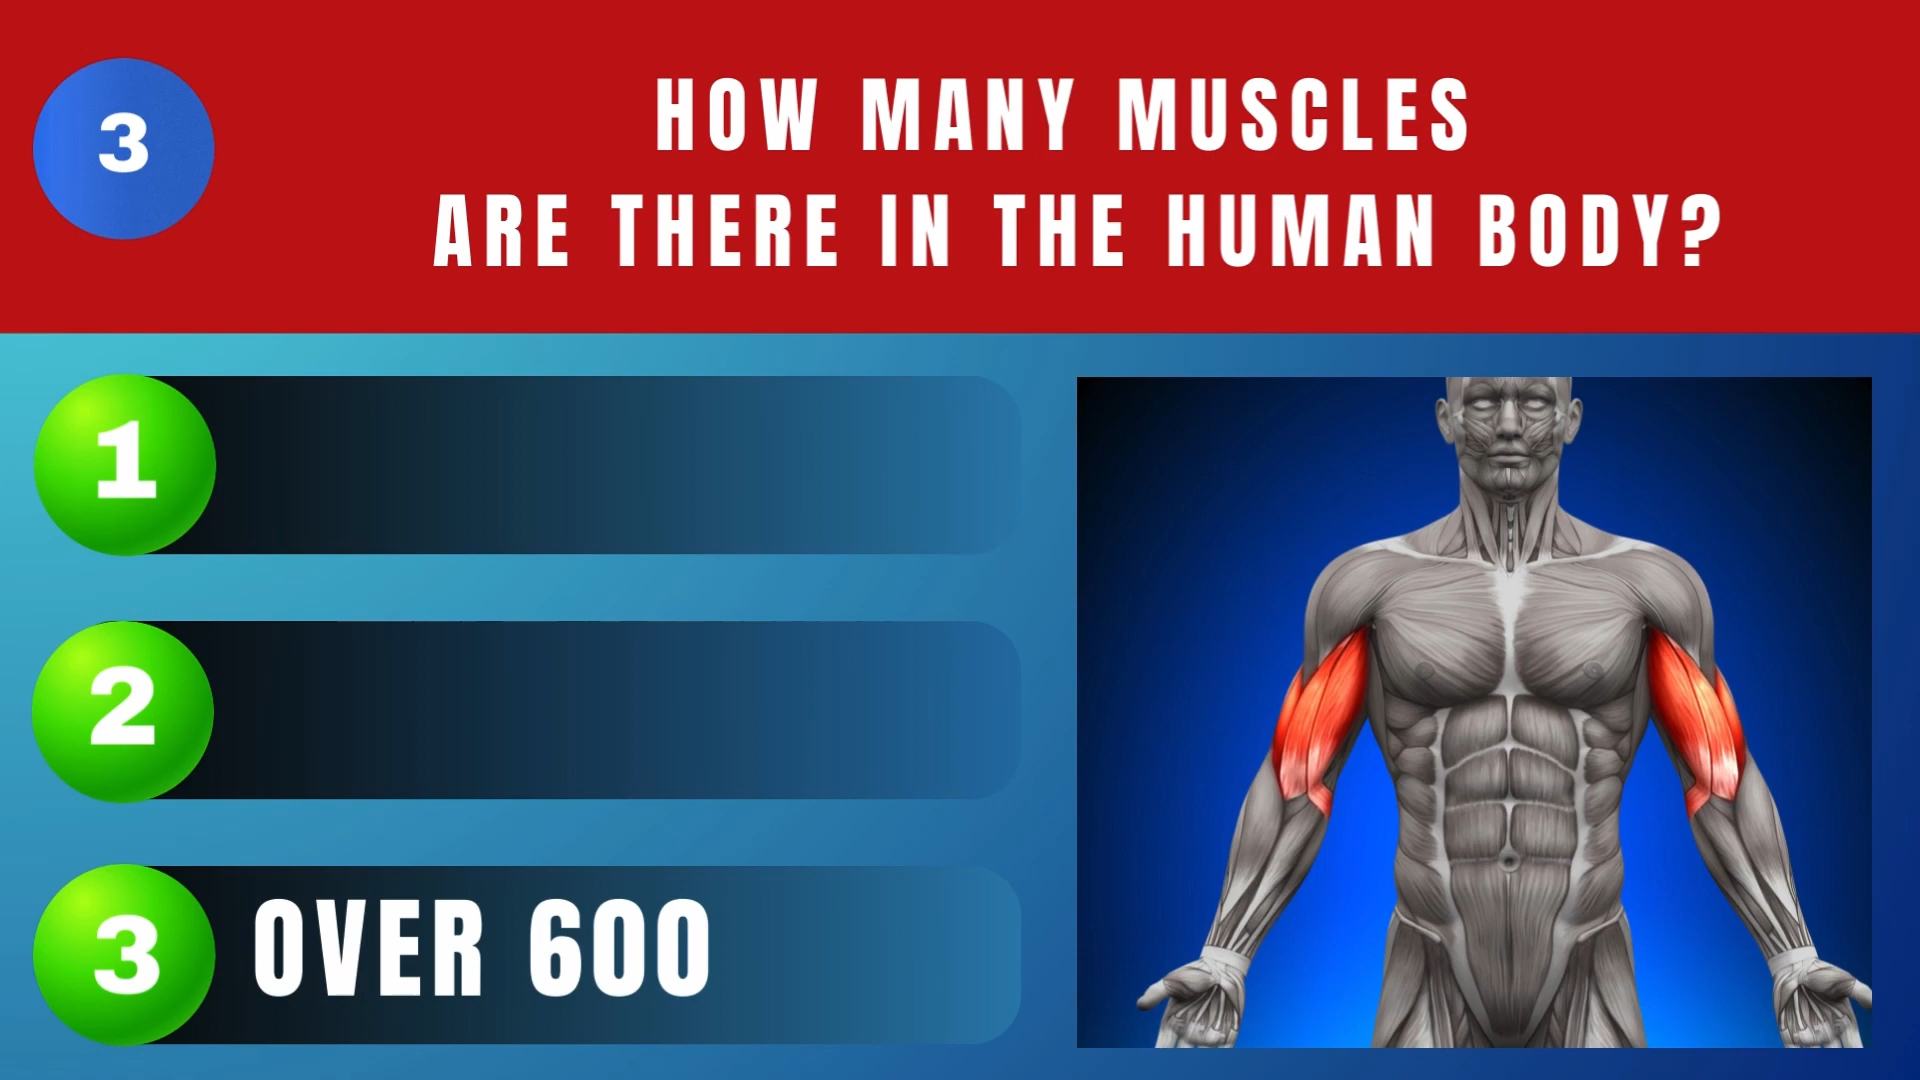 3
HOW MANY MUSCLES
ARE THERE IN THE HUMAN BODY?
1
2
3 OVER 600